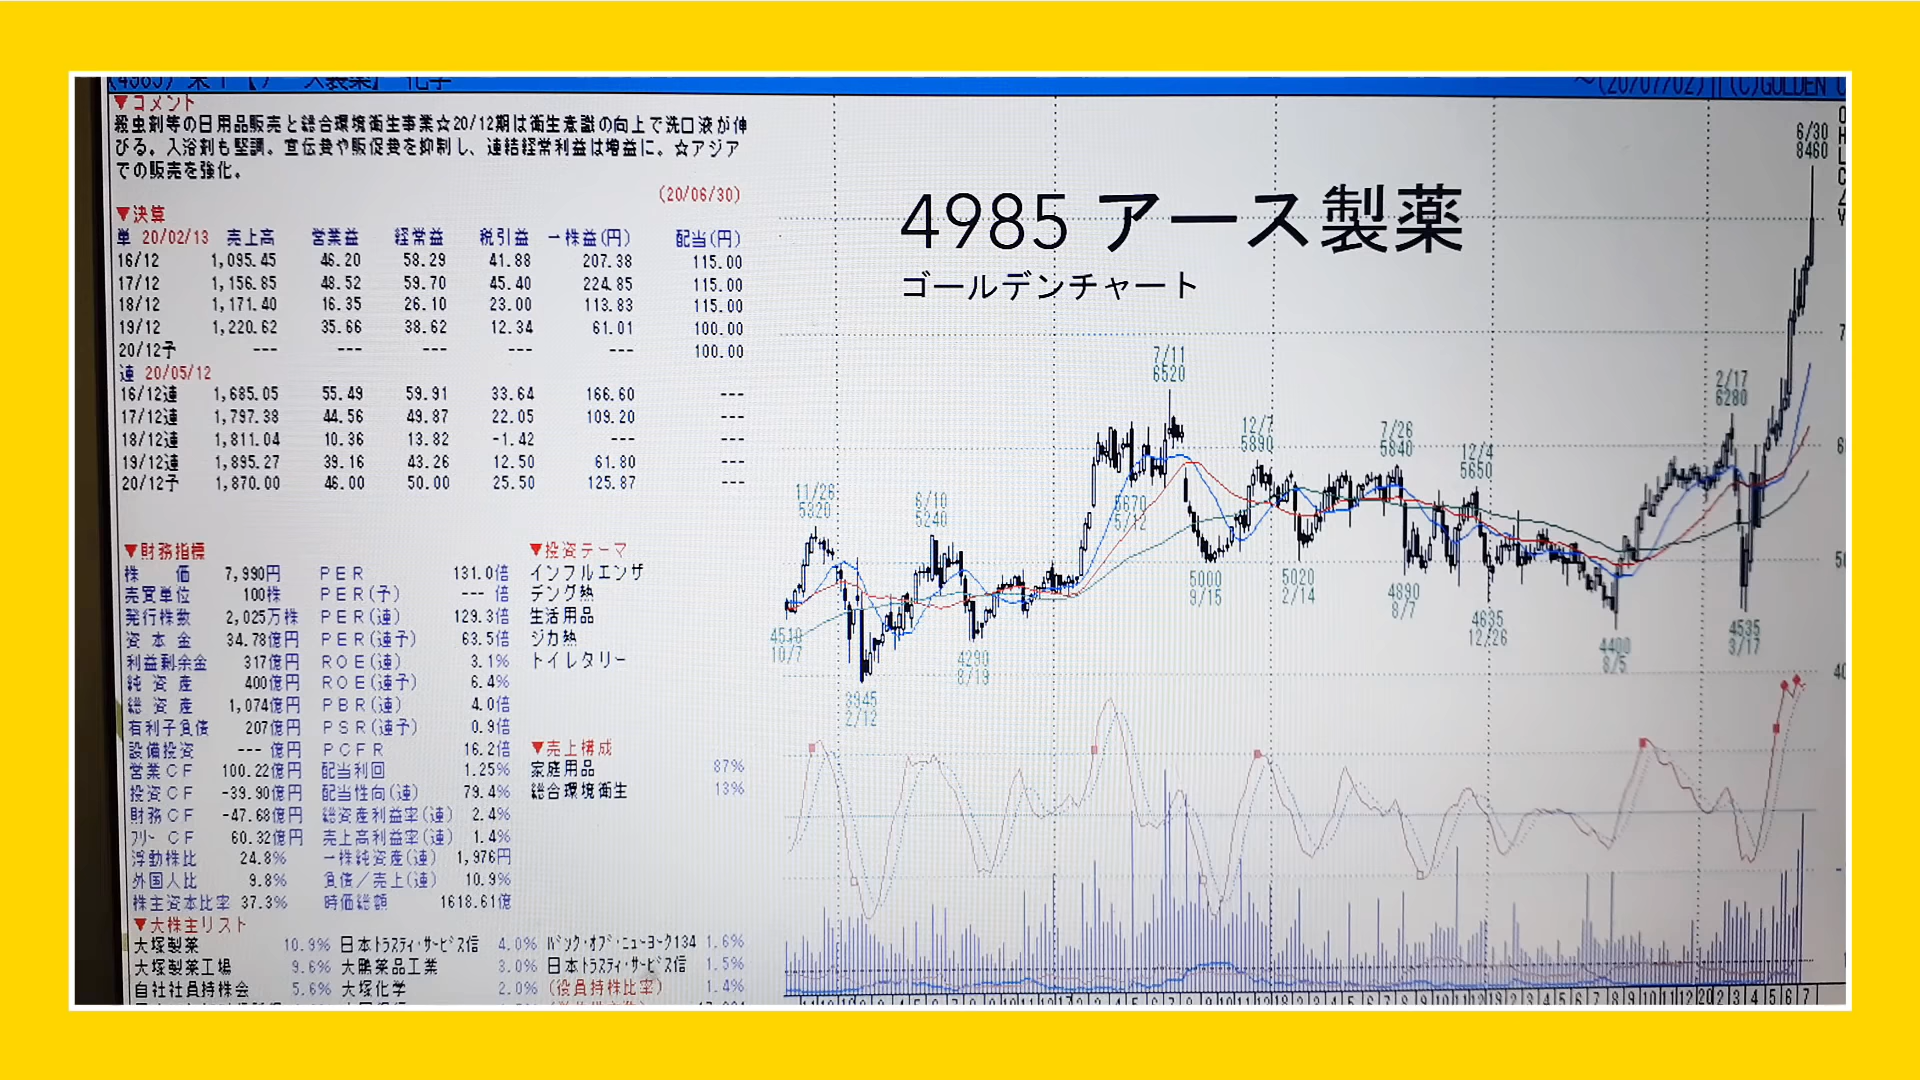 (4985) 東1【アース製薬】 化学
～(20/07/02) (C)GOLDEN
▼コメント
殺虫剤等の日用品販売と総合環境衛生事業☆20/12期は衛生意識の向上で洗口液が伸
びる。入浴剤も堅調。宣伝費や販促費を抑制し、連結経常利益は増益に。☆アジア
での販売を強化。
(20/06/30)
▼決算
単 20/02/13 売上高 営業益 経常益 税引益 一株益(円) 配当(円)
16/12 1,095.45 46.20 58.29 41.88 207.38 115.00
17/12 1,156.85 48.52 59.70 45.40 224.85 115.00
18/12 1,171.40 16.35 26.10 23.00 113.83 115.00
19/12 1,220.62 35.66 38.62 12.34 61.01 100.00
20/12予 --- --- --- --- --- 100.00
連 20/05/12
16/12連 1,685.05 55.49 59.91 33.64 166.60 ---
17/12連 1,797.38 44.56 49.87 22.05 109.20 ---
18/12連 1,811.04 10.36 13.82 -1.42 --- ---
19/12連 1,895.27 39.16 43.26 12.50 61.80 ---
20/12予 1,870.00 46.00 50.00 25.50 125.87 ---
▼財務指標
株価 7,990円 PER 131.0倍
売買単位 100株 PER(予) --- 倍
発行株数 2,025万株 PER(連) 129.3倍
資本金 34.78億円 PER(連予) 63.5倍
利益剰余金 317億円 ROE(連) 3.1%
純資産 400億円 ROE(連予) 6.4%
総資産 1,074億円 PBR(連) 4.0倍
有利子負債 207億円 PSR(連予) 0.9倍
設備投資 --- 億円 PCFR 16.2倍
営業CF 100.22億円 配当利回 1.25%
投資CF -39.90億円 配当性向(連) 79.4%
財務CF -47.68億円 総資産利益率(連) 2.4%
フリーCF 60.32億円 売上高利益率(連) 1.4%
浮動株比 24.8% 一株純資産(連) 1,976円
外国人比 9.8% 負債/売上(連) 10.9%
株主資本比率 37.3% 時価総額 1618.61億
▼投資テーマ
インフルエンザ
デング熱
生活用品
ジカ熱
トイレタリー
▼売上構成
家庭用品 87%
総合環境衛生 13%
▼大株主リスト
大塚製薬 10.9% 日本トラスティ・サービス信 4.0% バンク・オブ・ニューヨーク134 1.6%
大塚製薬工場 9.6% 大鵬薬品工業 3.0% 日本トラスティ・サービス信 1.5%
自社社員持株会 5.6% 大塚化学 2.0% (役員持株比率) 1.4%
4985 アース製薬
ゴールデンチャート
6/30
8460
7/11
6520
2/17
6280
12/7
5890
7/26
5840
12/4
5650
11/26
5320
6/10
5240
5070
5/12
5000
9/15
5020
2/14
4890
8/7
4635
12/26
4400
8/5
4535
3/17
4510
10/7
4290
8/19
3945
2/12